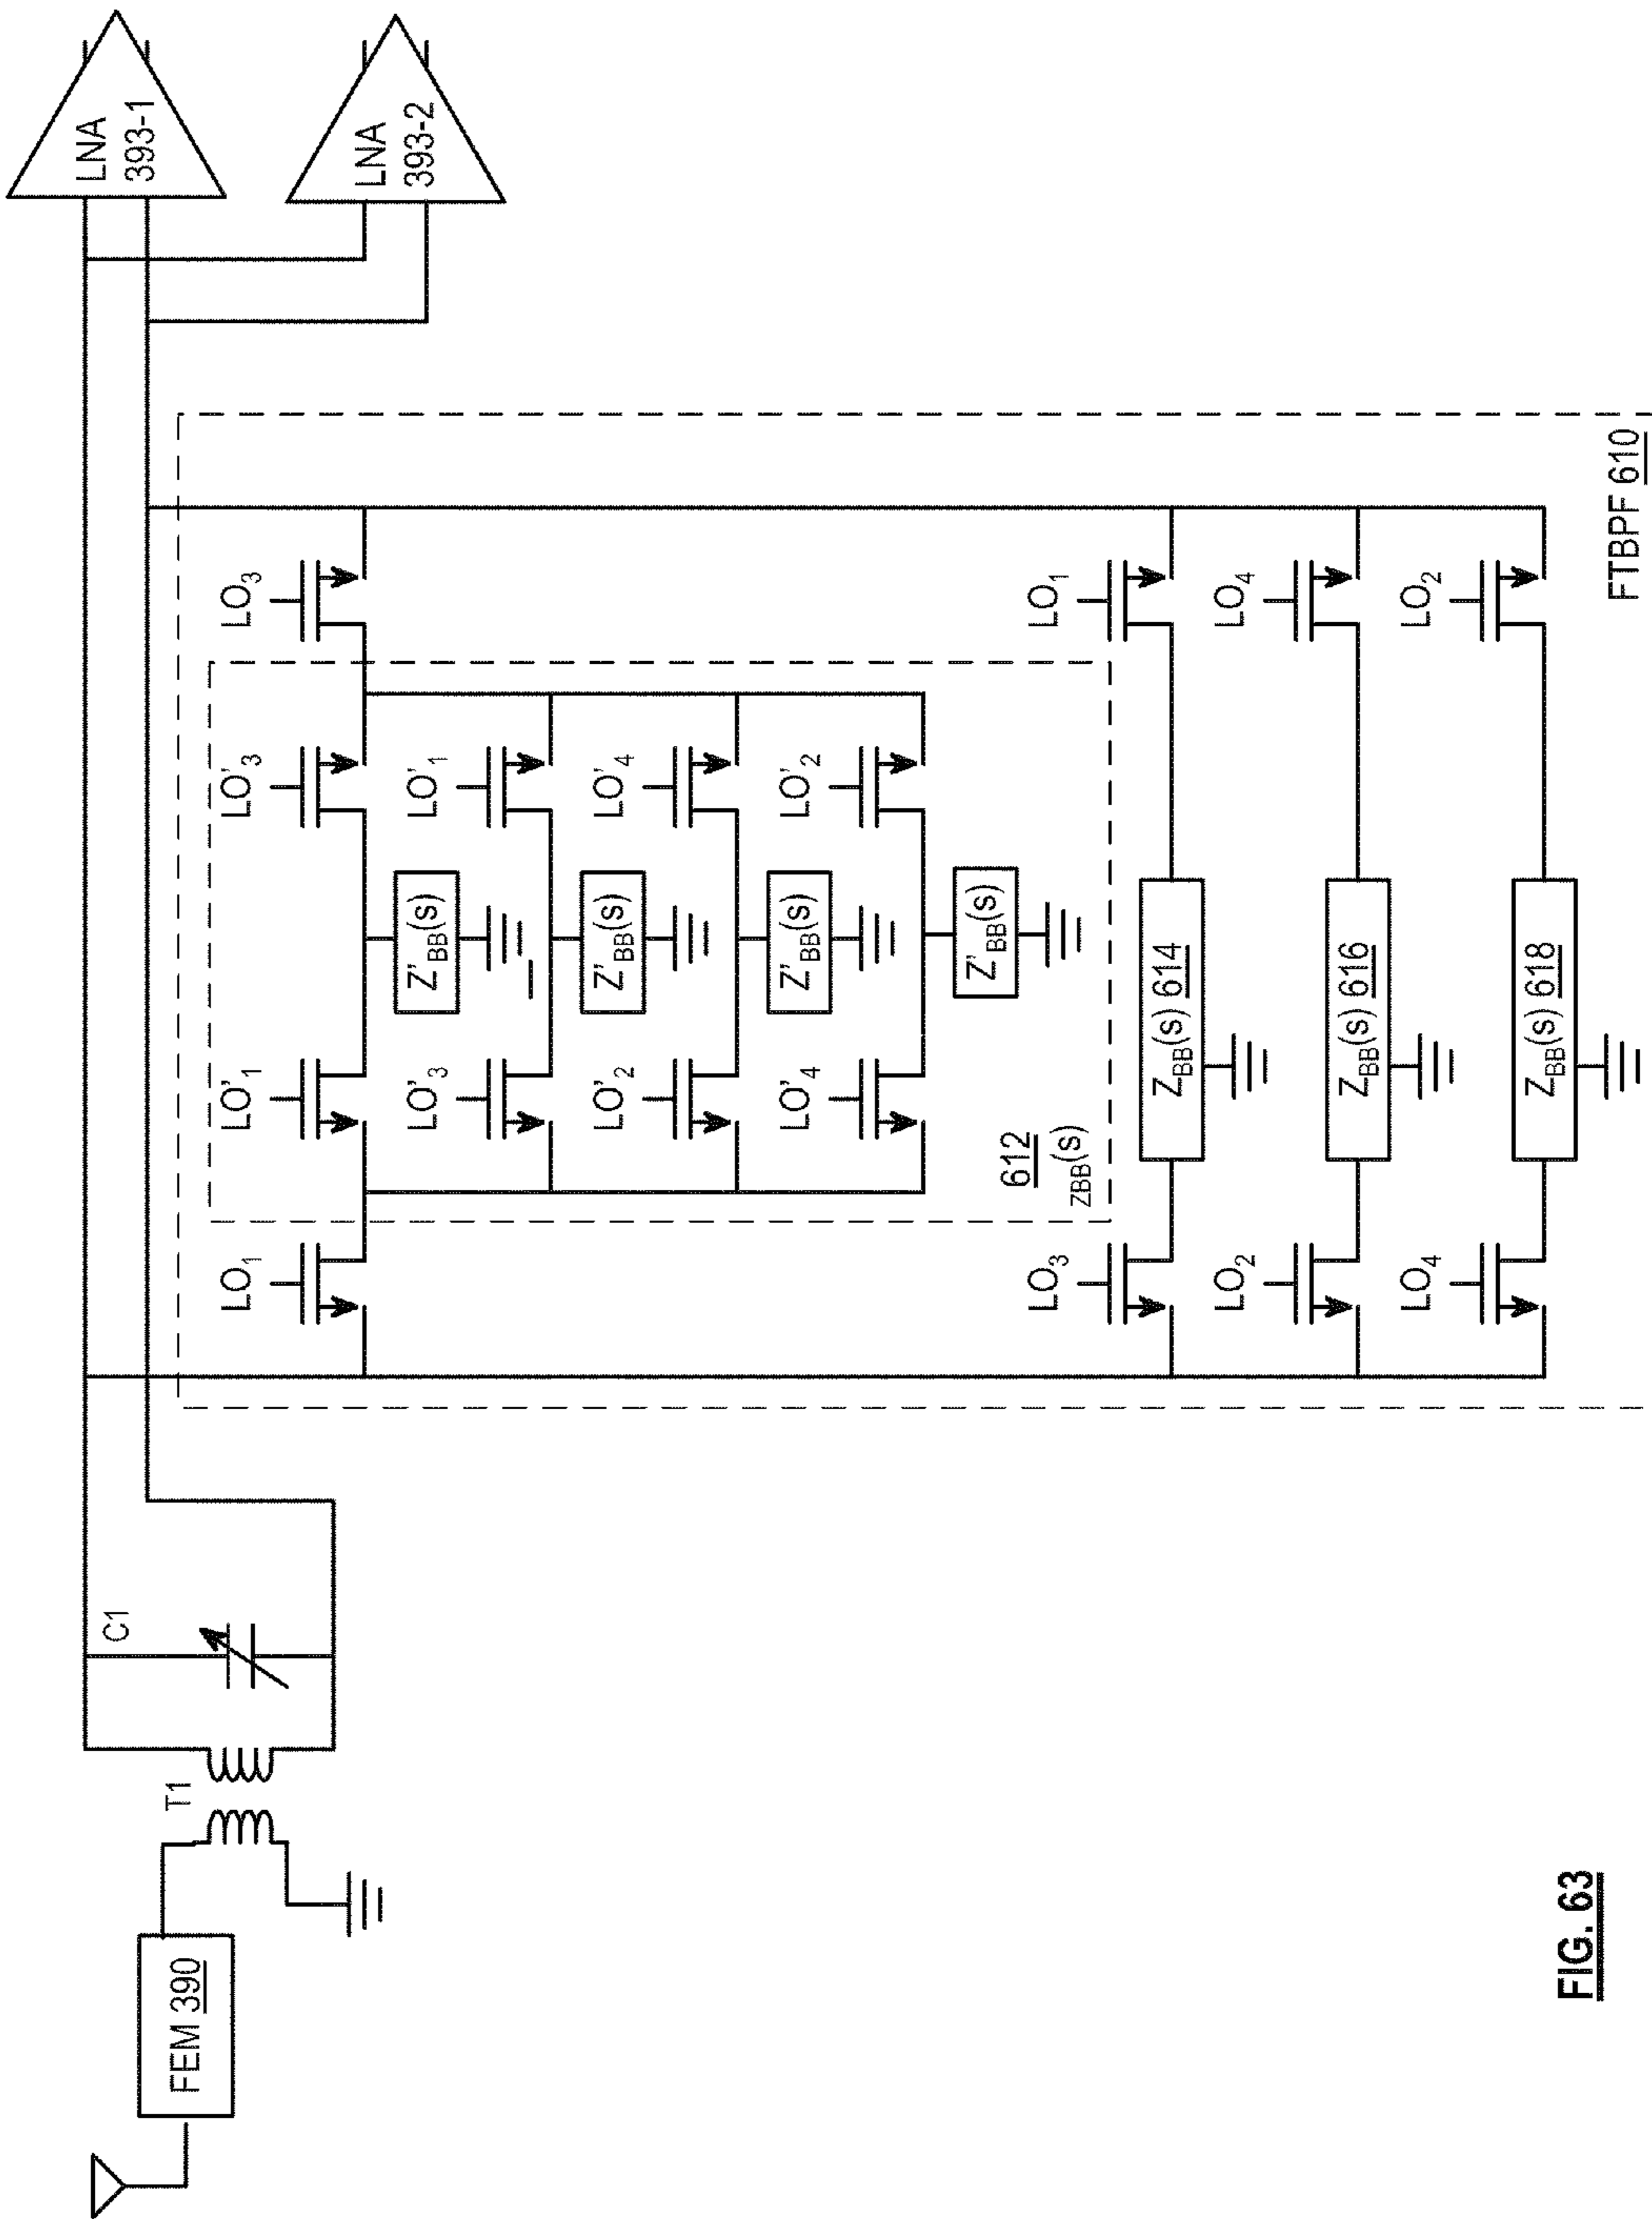 LNA
393-1
LNA
393-2
FEM 390
T1
C1
LO1
LO'1
LO'3
LO3
Z'BB(s)
LO'3
LO'1
Z'BB(s)
LO'2
LO'4
Z'BB(s)
LO'4
LO'2
Z'BB(s)
612
ZBB(s)
LO3
ZBB(s) 614
LO1
LO2
ZBB(s) 616
LO4
LO4
ZBB(s) 618
LO2
FTBPF 610
FIG. 63